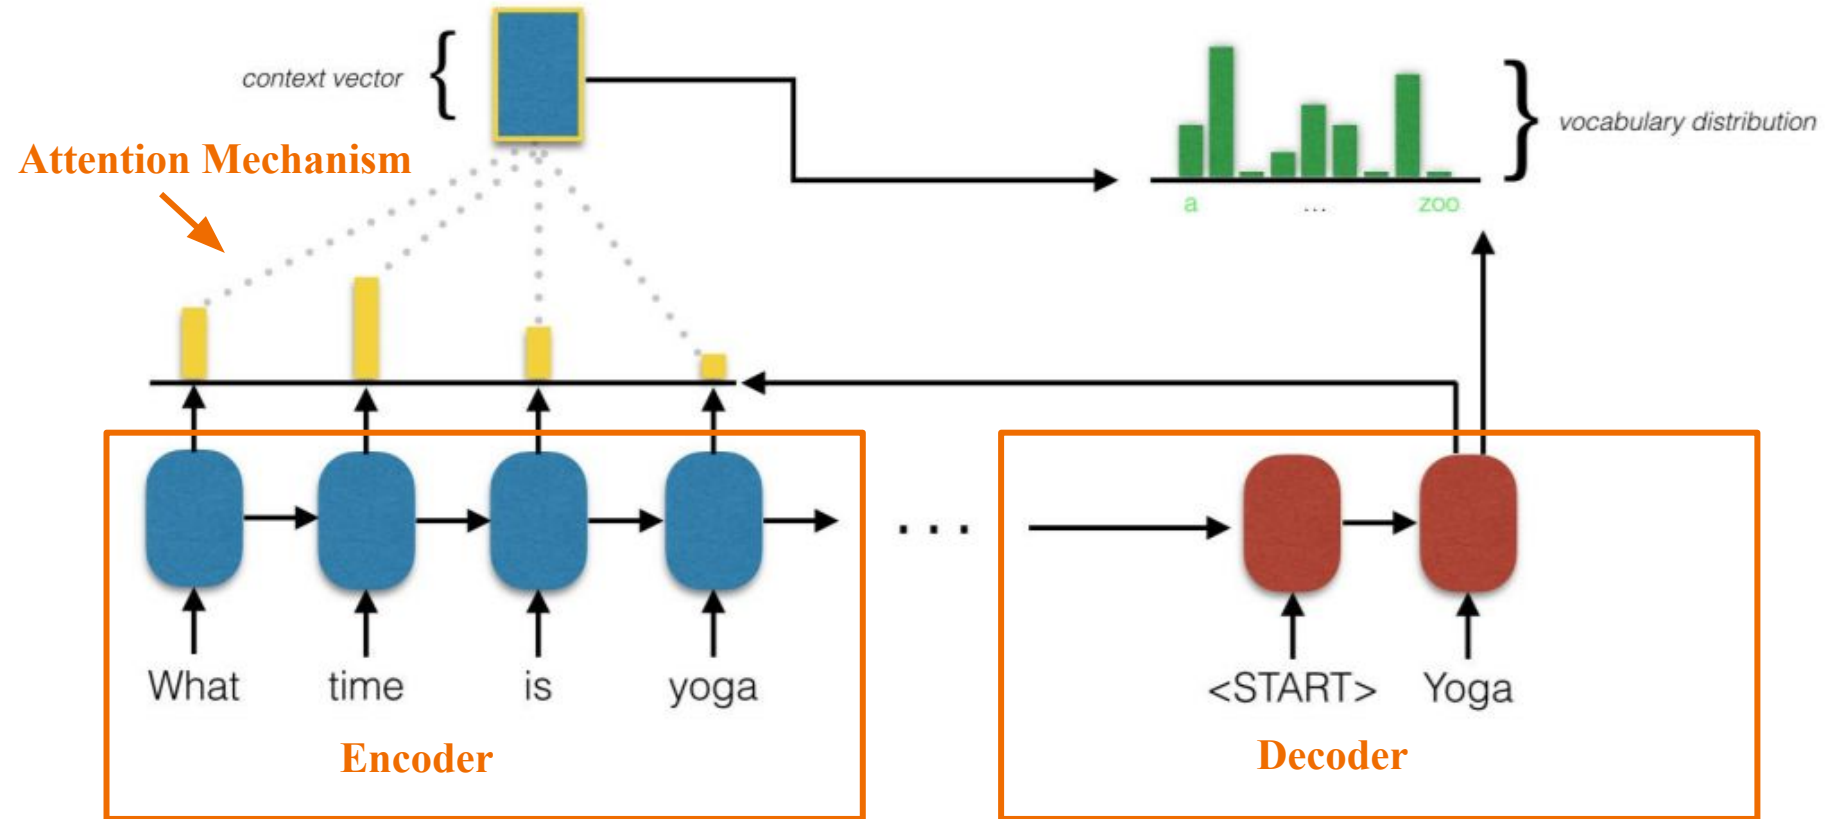 context vector
vocabulary distribution
Attention Mechanism
a ... zoo
...
What time is yoga
<START> Yoga
Encoder
Decoder